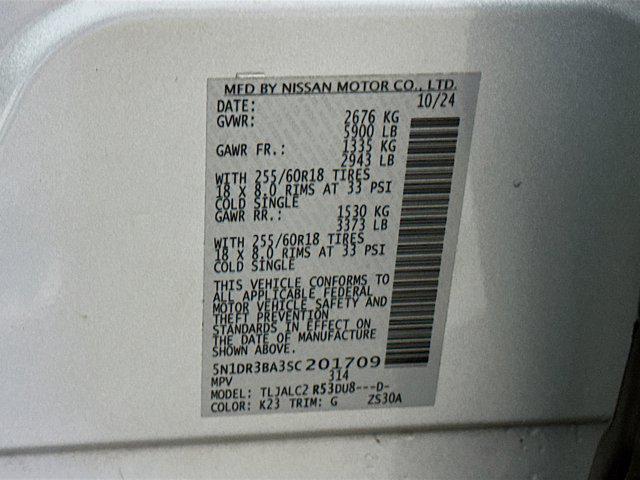 MFD BY NISSAN MOTOR CO., LTD.
DATE: 10/24
GVWR: 2676 KG
5900 LB
GAWR FR.: 1335 KG
2943 LB
WITH 255/60R18 TIRES
18 X 8.0 RIMS AT 33 PSI
COLD SINGLE
GAWR RR.: 1530 KG
3373 LB
WITH 255/60R18 TIRES
18 X 8.0 RIMS AT 33 PSI
COLD SINGLE
THIS VEHICLE CONFORMS TO
ALL APPLICABLE FEDERAL
MOTOR VEHICLE SAFETY AND
THEFT PREVENTION
STANDARDS IN EFFECT ON
THE DATE OF MANUFACTURE
SHOWN ABOVE.
5N1DR3BA3SC201709
MPV 314
MODEL: TLJALC2 R53DU8---D-
COLOR: K23 TRIM: G ZS30A